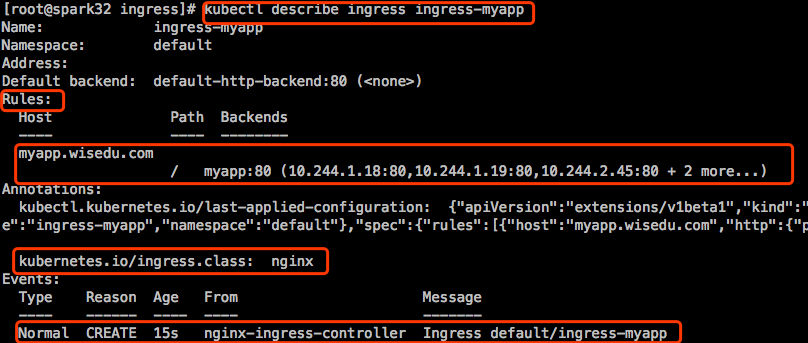 [root@spark32 ingress]# kubectl describe ingress ingress-myapp
Name:             ingress-myapp
Namespace:        default
Address:
Default backend:  default-http-backend:80 (<none>)
Rules:
  Host             Path  Backends
  ----             ----  --------
  myapp.wisedu.com
                   /   myapp:80 (10.244.1.18:80,10.244.1.19:80,10.244.2.45:80 + 2 more...)
Annotations:
  kubectl.kubernetes.io/last-applied-configuration:  {"apiVersion":"extensions/v1beta1","kind":"
e":"ingress-myapp","namespace":"default"},"spec":{"rules":[{"host":"myapp.wisedu.com","http":{"p
  kubernetes.io/ingress.class:  nginx
Events:
  Type    Reason  Age   From                      Message
  ----    ------  ----  ----                      -------
  Normal  CREATE  15s   nginx-ingress-controller  Ingress default/ingress-myapp